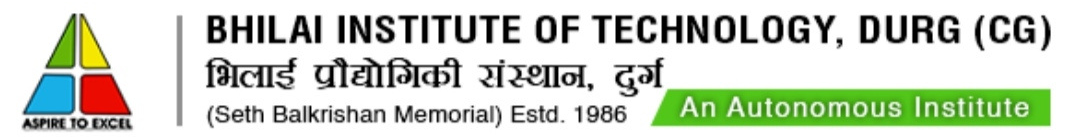 ASPIRE TO EXCEL
BHILAI INSTITUTE OF TECHNOLOGY, DURG (CG)
भिलाई प्रौद्योगिकी संस्थान, दुर्ग
(Seth Balkrishan Memorial) Estd. 1986
An Autonomous Institute